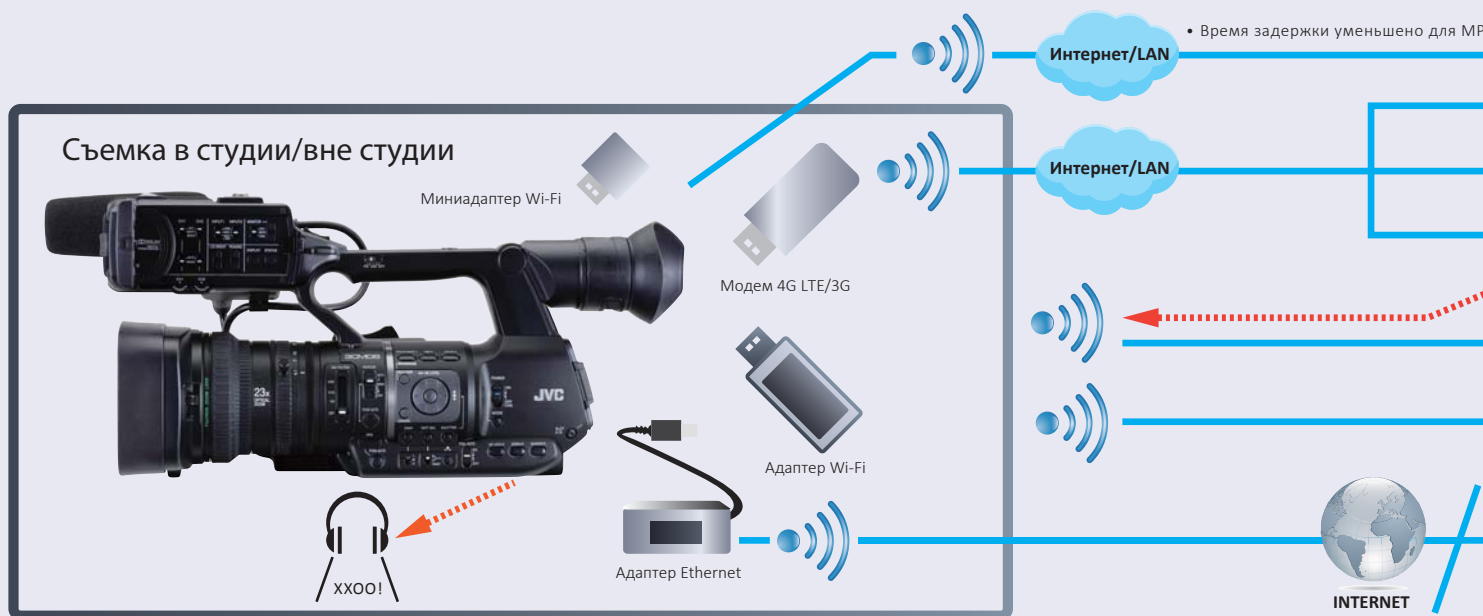 • Время задержки уменьшено для MP
Интернет/LAN
Съемка в студии/вне студии
Интернет/LAN
Миниадаптер Wi-Fi
Модем 4G LTE/3G
23x
JVC
Адаптер Wi-Fi
Адаптер Ethernet
XXOO!
INTERNET